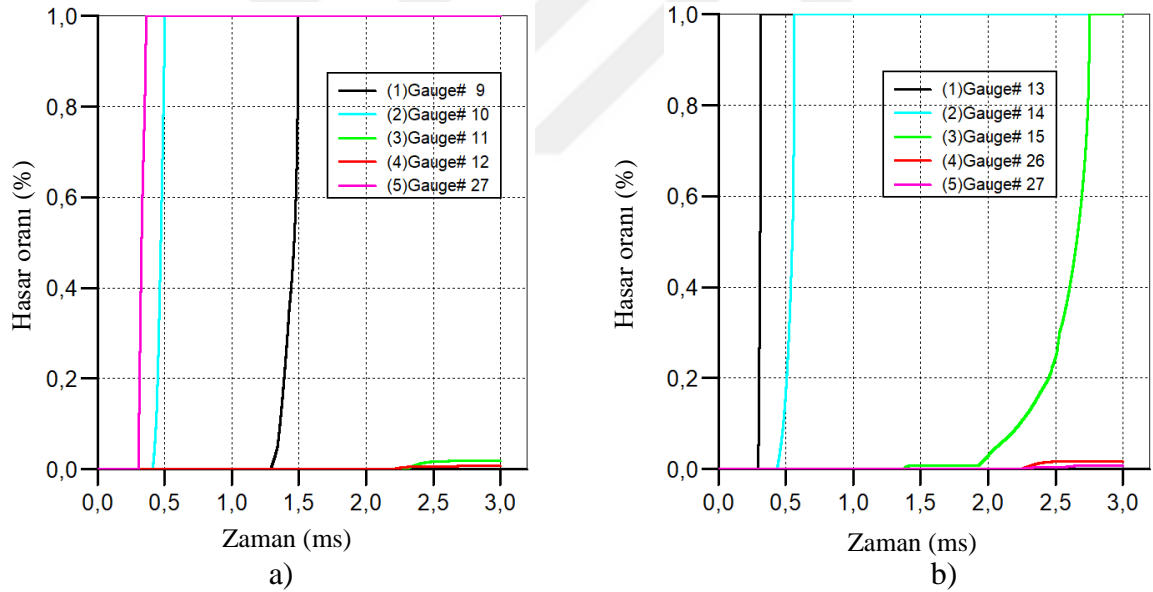 1,0
0,8
0,6
0,4
0,2
0,0
Hasar oranı (%)
(1)Gauge# 9
(2)Gauge# 10
(3)Gauge# 11
(4)Gauge# 12
(5)Gauge# 27
0,0 0,5 1,0 1,5 2,0 2,5 3,0
Zaman (ms)
a)
1,0
0,8
0,6
0,4
0,2
0,0
Hasar oranı (%)
(1)Gauge# 13
(2)Gauge# 14
(3)Gauge# 15
(4)Gauge# 26
(5)Gauge# 27
0,0 0,5 1,0 1,5 2,0 2,5 3,0
Zaman (ms)
b)